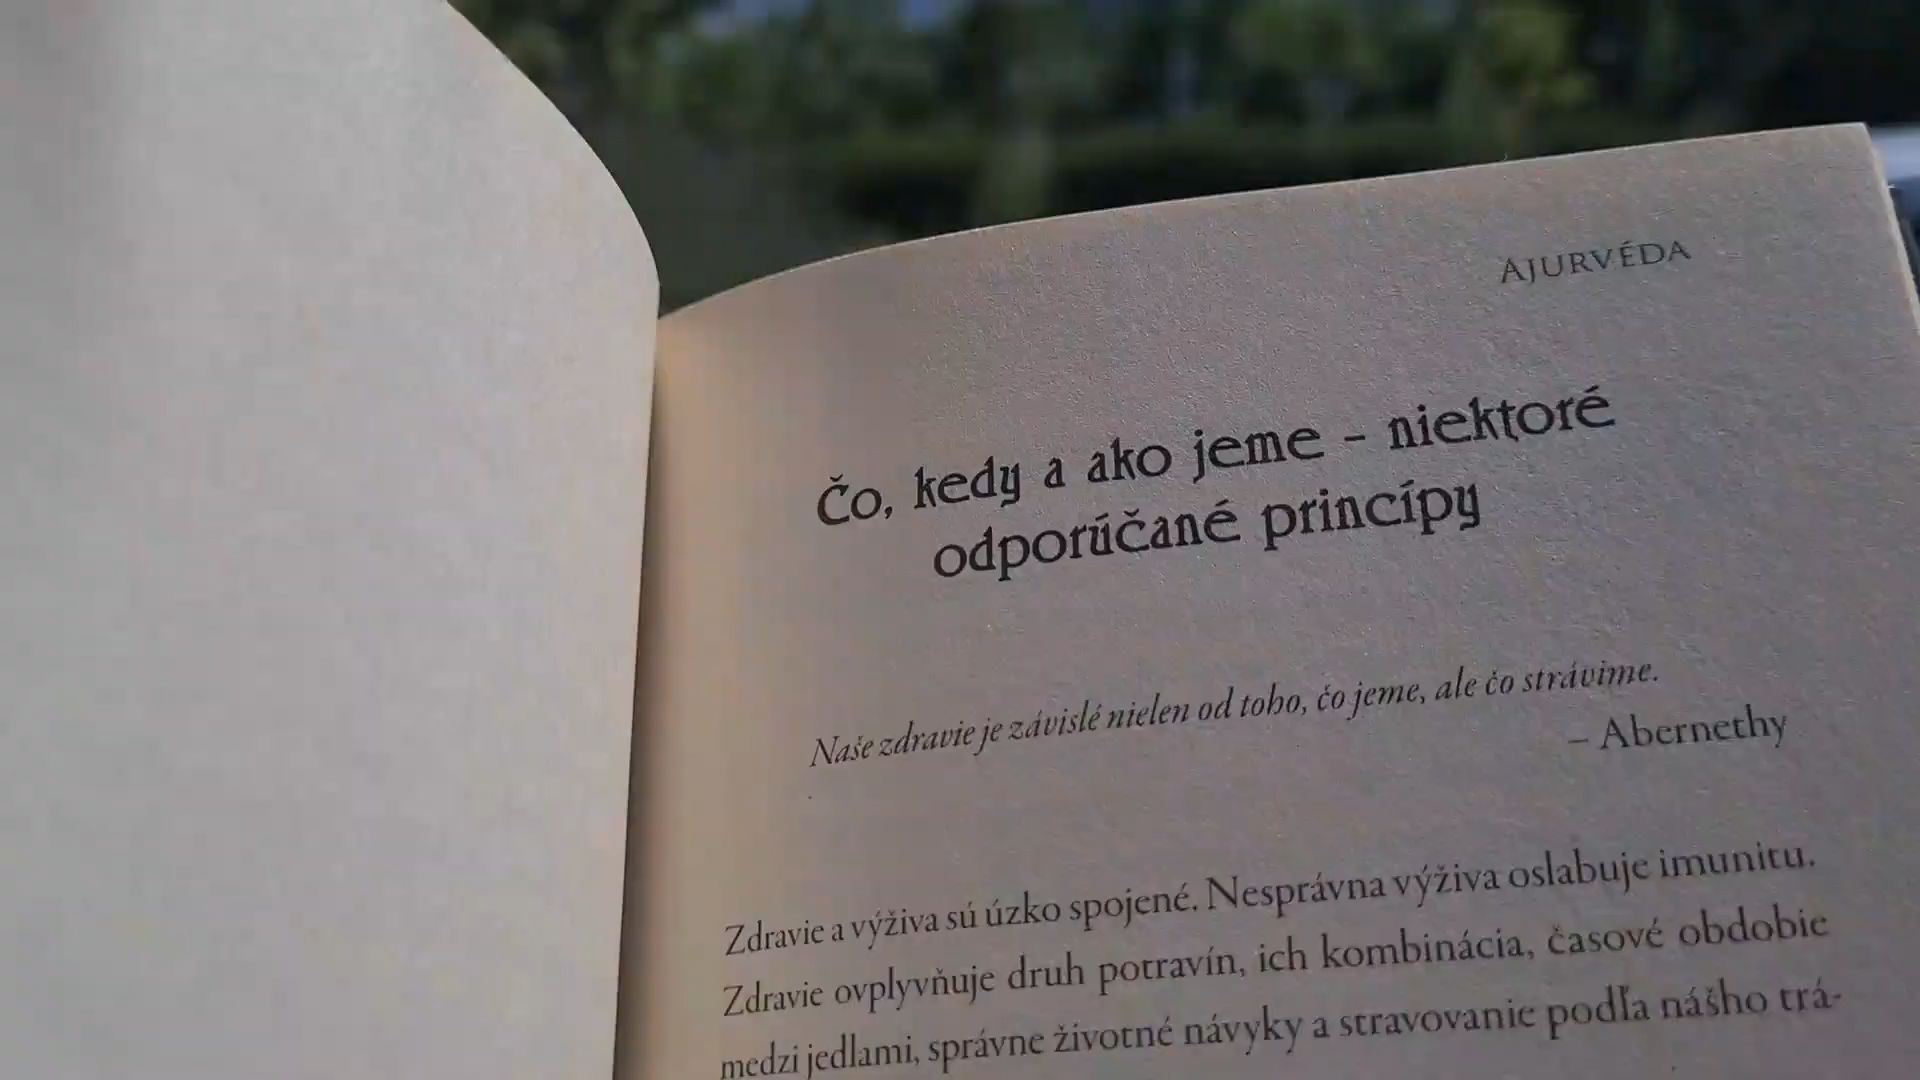 AJURVÉDA
Čo, kedy a ako jeme – niektoré
odporúčané princípy
Naše zdravie je závislé nielen od toho, čo jeme, ale čo strávime.
– Abernethy
Zdravie a výživa sú úzko spojené. Nesprávna výživa oslabuje imunitu.
Zdravie ovplyvňuje druh potravín, ich kombinácia, časové obdobie
medzi jedlami, správne životné návyky a stravovanie podľa nášho trá-